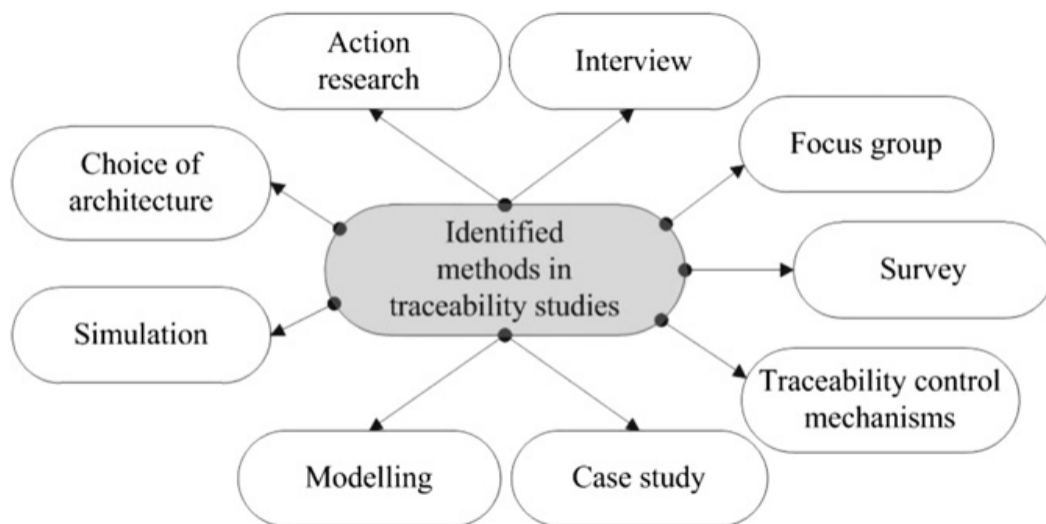 Action
research
Interview
Focus group
Choice of
architecture
Identified
methods in
traceability studies
Survey
Simulation
Traceability control
mechanisms
Modelling
Case study